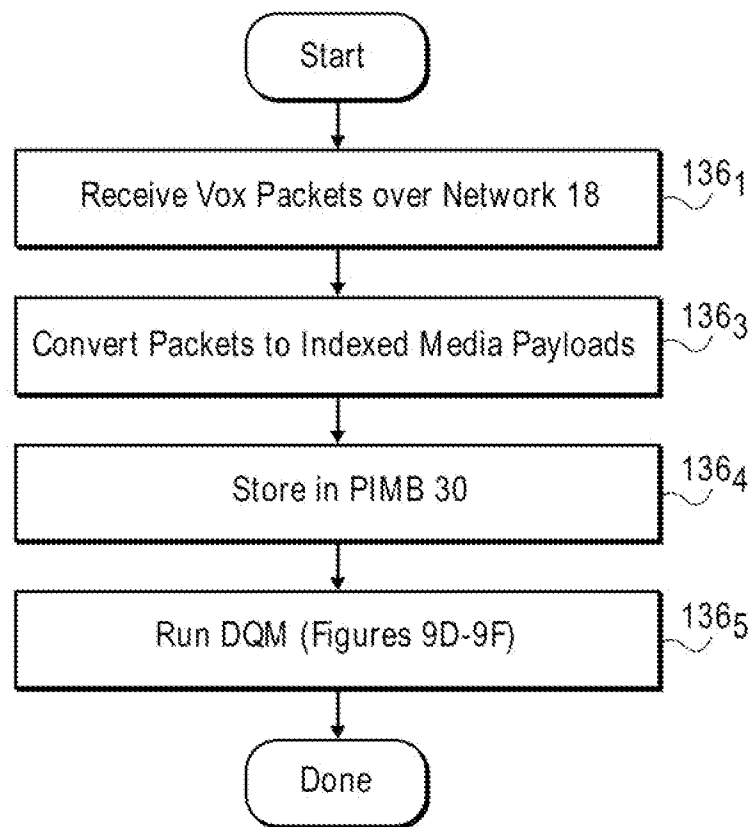 Start
Receive Vox Packets over Network 18
136₁
Convert Packets to Indexed Media Payloads
136₃
Store in PIMB 30
136₄
Run DQM (Figures 9D-9F)
136₅
Done